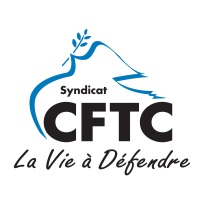 Syndicat
CFTC
La Vie à Défendre